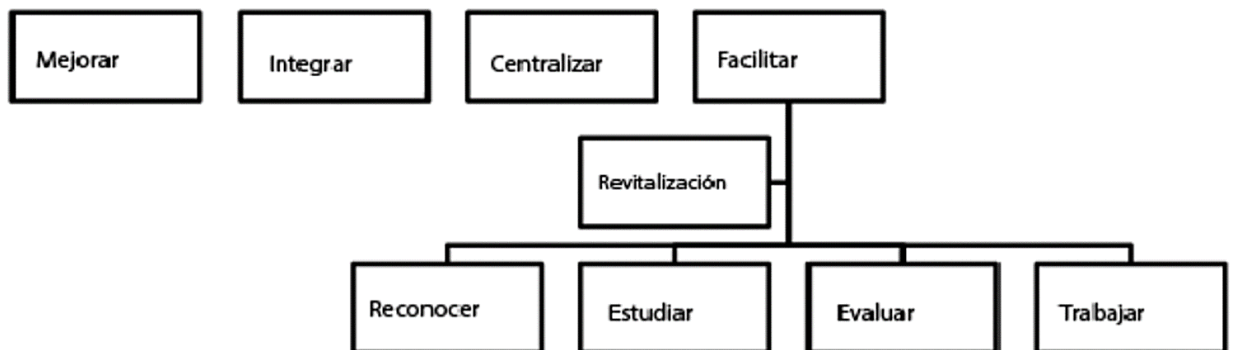 Mejorar
Integrar
Centralizar
Facilitar
Revitalización
Reconocer
Estudiar
Evaluar
Trabajar